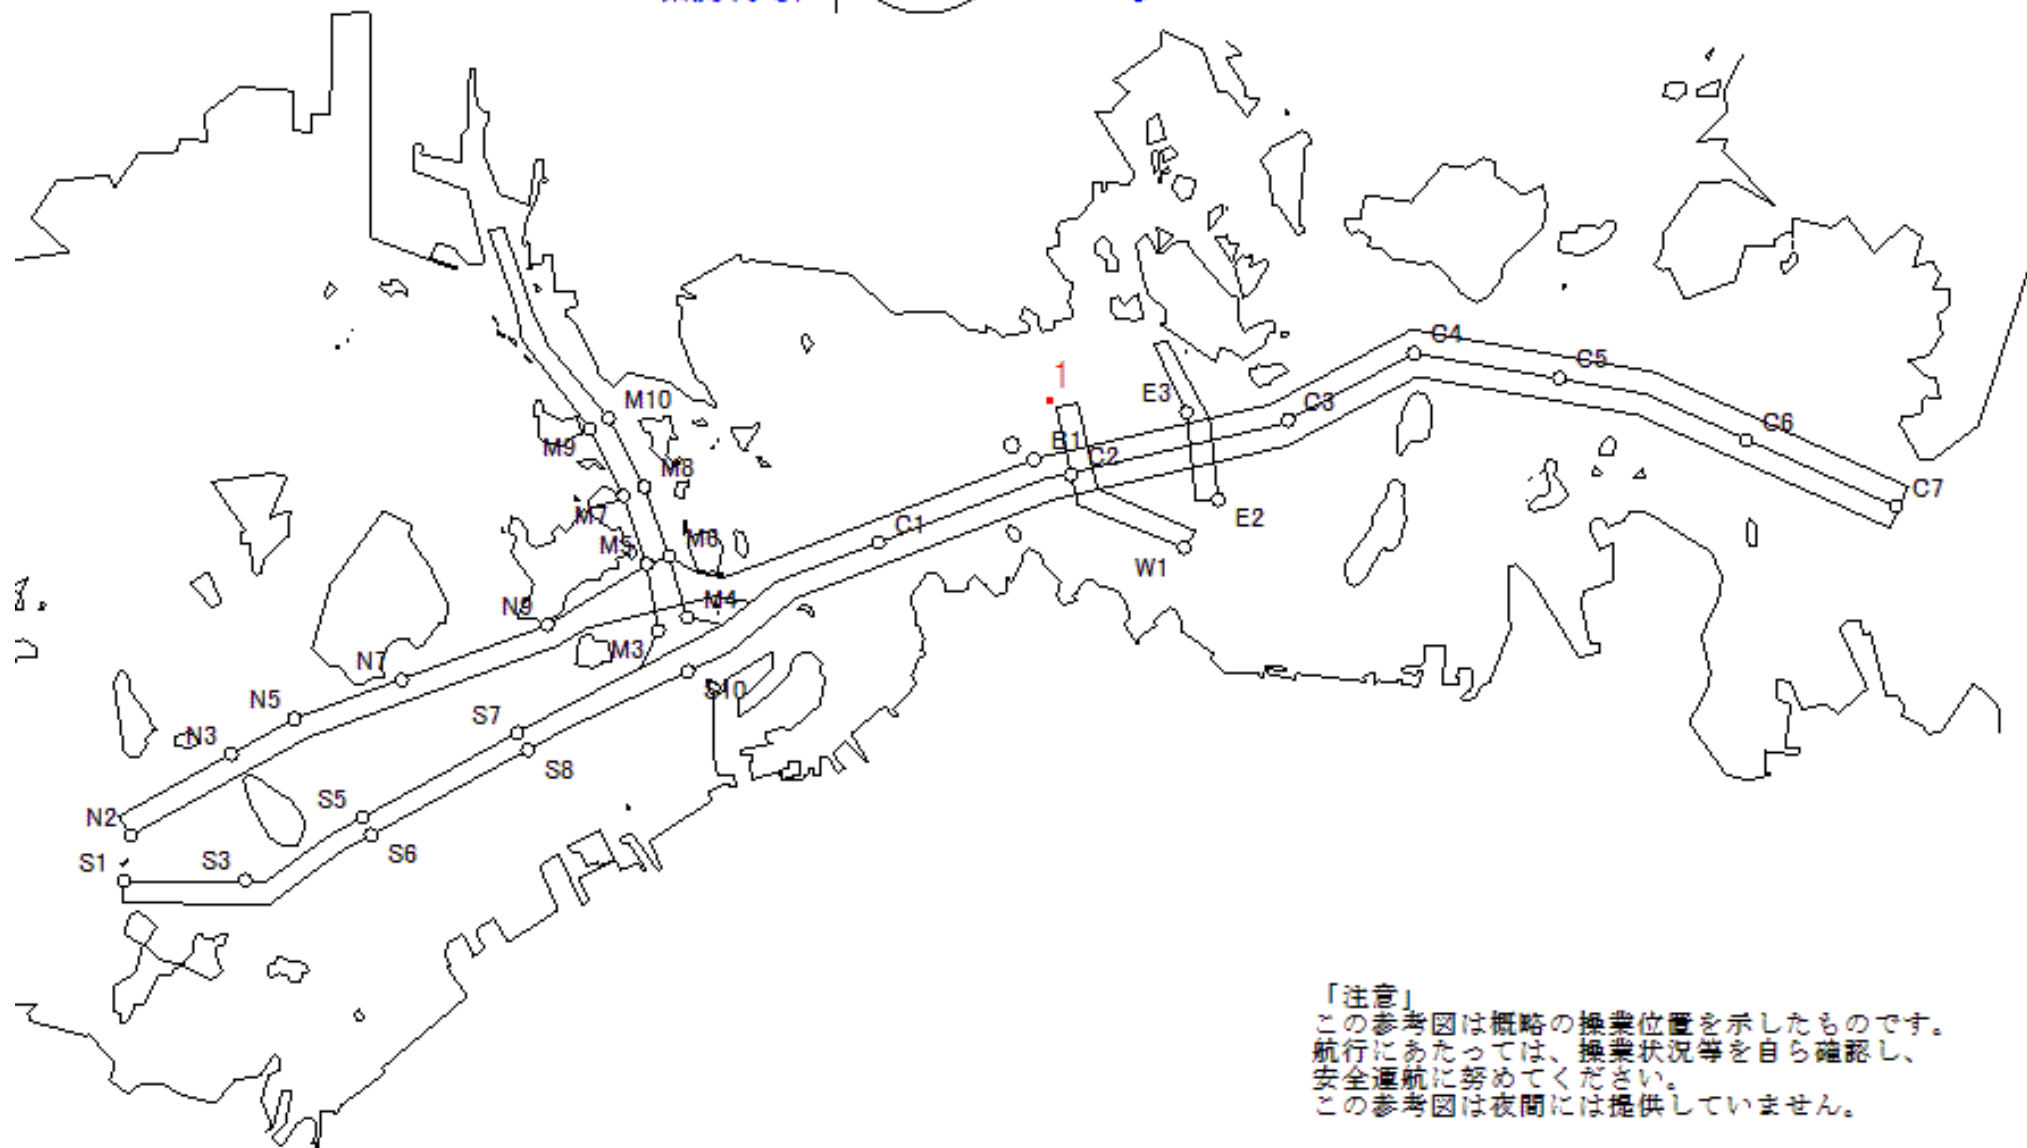 C4
C5
1
E3
M10
C3
C6
M9
B1
C2
M8
C7
M7
E2
C1
M5
M6
W1
N9
M4
M3
N7
S10
N5
S7
N3
S8
S5
N2
S6
S1
S3
「注意」
この参考図は概略の操業位置を示したものです。
航行にあたっては、操業状況等を自ら確認し、
安全運航に努めてください。
この参考図は夜間には提供していません。